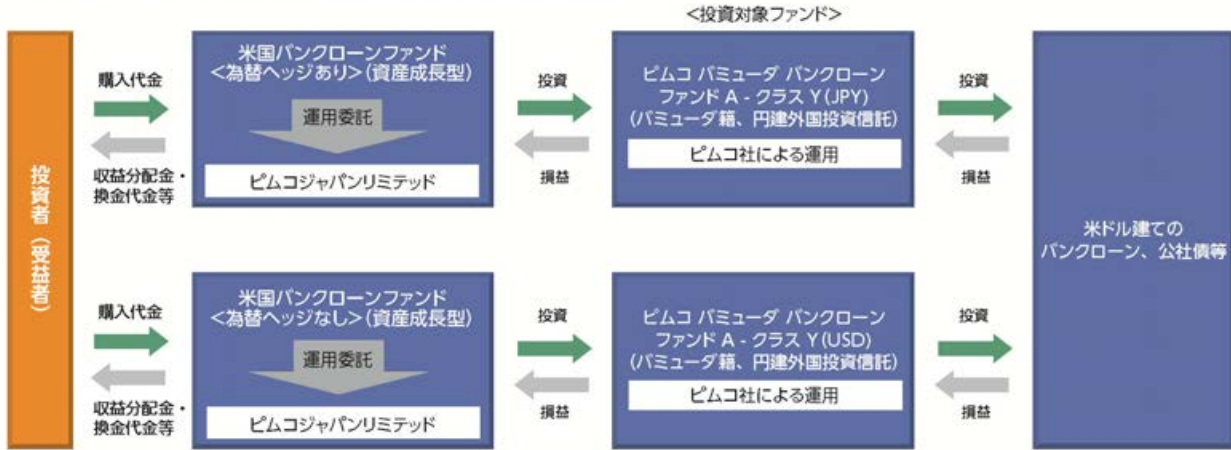 <投資対象ファンド>
投資者（受益者）
購入代金
収益分配金・
換金代金等
米国バンクローンファンド
<為替ヘッジあり>(資産成長型)
運用委託
ピムコジャパンリミテッド
投資
損益
ピムコ バミューダ バンクローン
ファンド A - クラス Y(JPY)
(バミューダ籍、円建外国投資信託)
ピムコ社による運用
投資
損益
米ドル建ての
バンクローン、公社債等
購入代金
収益分配金・
換金代金等
米国バンクローンファンド
<為替ヘッジなし>(資産成長型)
運用委託
ピムコジャパンリミテッド
投資
損益
ピムコ バミューダ バンクローン
ファンド A - クラス Y(USD)
(バミューダ籍、円建外国投資信託)
ピムコ社による運用
投資
損益